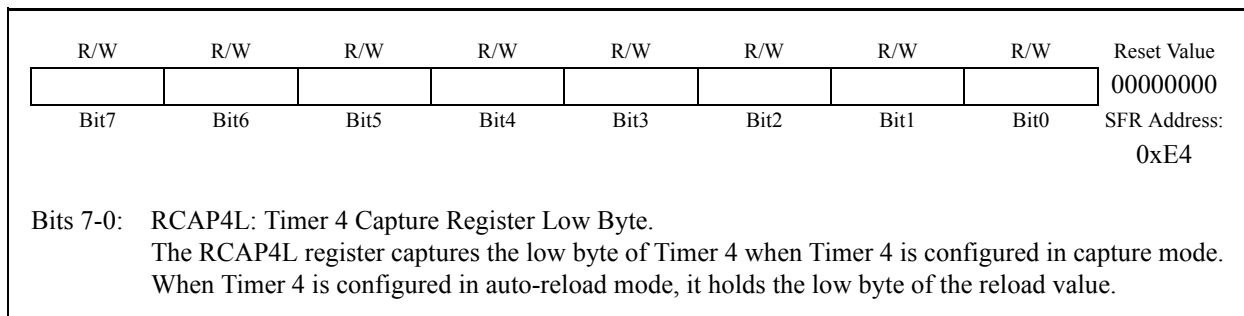 R/W R/W R/W R/W R/W R/W R/W R/W Reset Value
00000000
Bit7 Bit6 Bit5 Bit4 Bit3 Bit2 Bit1 Bit0 SFR Address:
0xE4
Bits 7-0: RCAP4L: Timer 4 Capture Register Low Byte.
The RCAP4L register captures the low byte of Timer 4 when Timer 4 is configured in capture mode.
When Timer 4 is configured in auto-reload mode, it holds the low byte of the reload value.